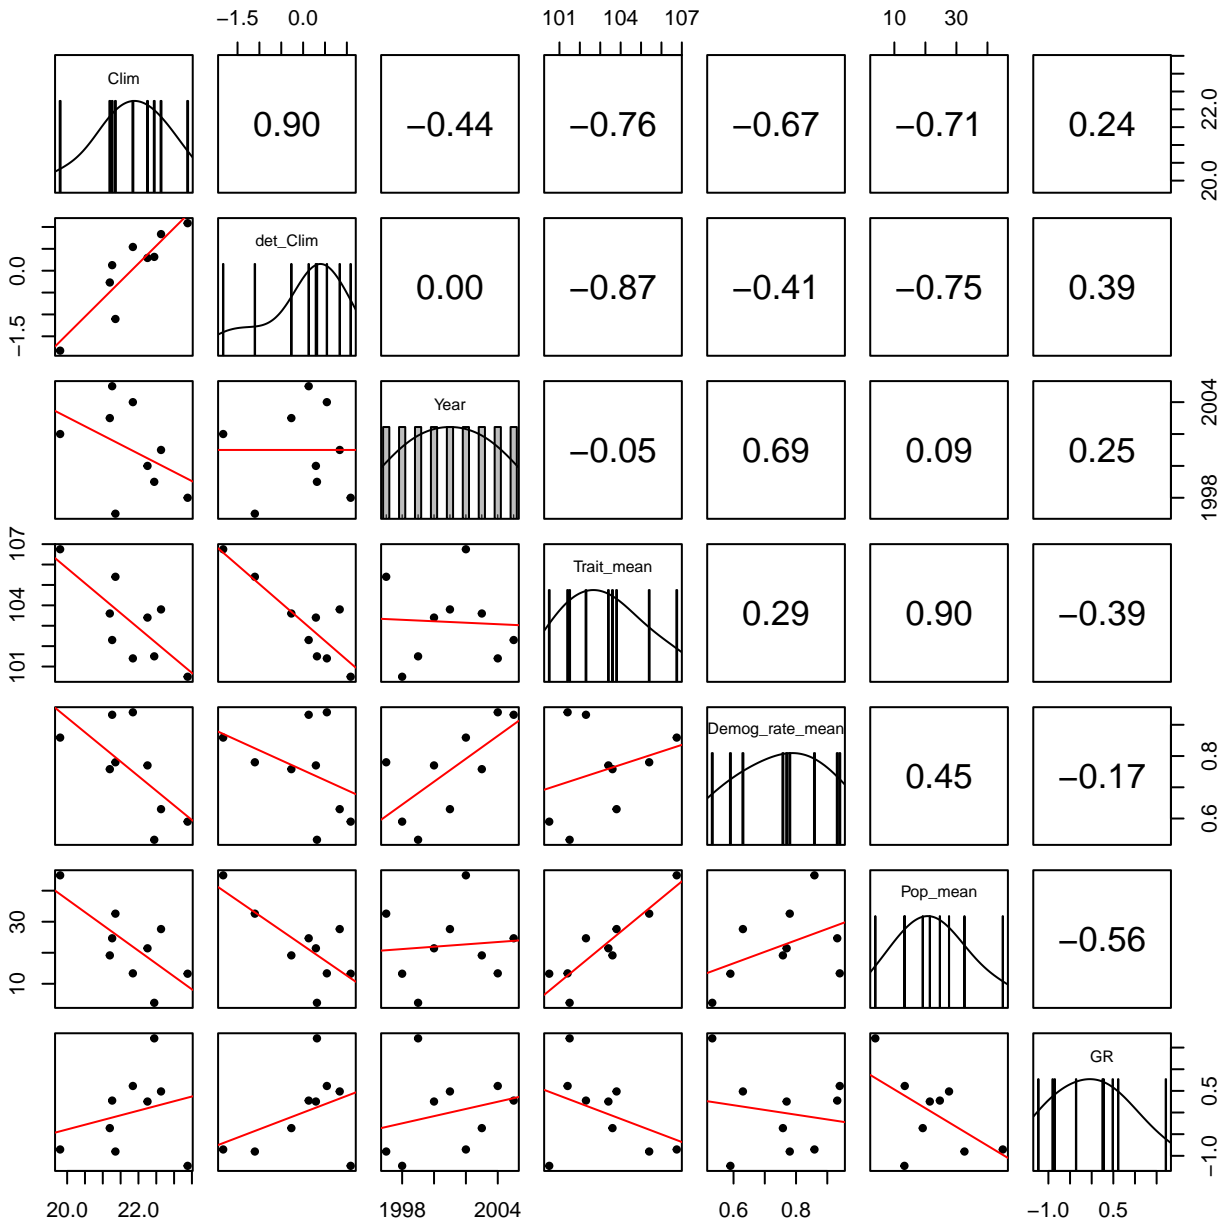 −1.5 0.0 101 104 107 10 30
Clim 0.90 −0.44 −0.76 −0.67 −0.71 0.24 20.0 22.0
−1.5 0.0 det_Clim 0.00 −0.87 −0.41 −0.75 0.39
Year −0.05 0.69 0.09 0.25 1998 2004
101 104 107 Trait_mean 0.29 0.90 −0.39
Demog_rate_mean 0.45 −0.17 0.6 0.8
10 30 Pop_mean −0.56
GR −1.0 0.5
20.0 22.0 1998 2004 0.6 0.8 −1.0 0.5